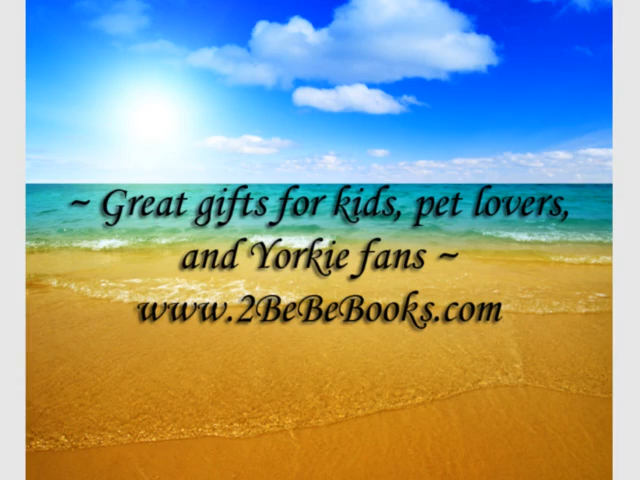 ~ Great gifts for kids, pet lovers,
and Yorkie fans ~
www.2BeBeBooks.com